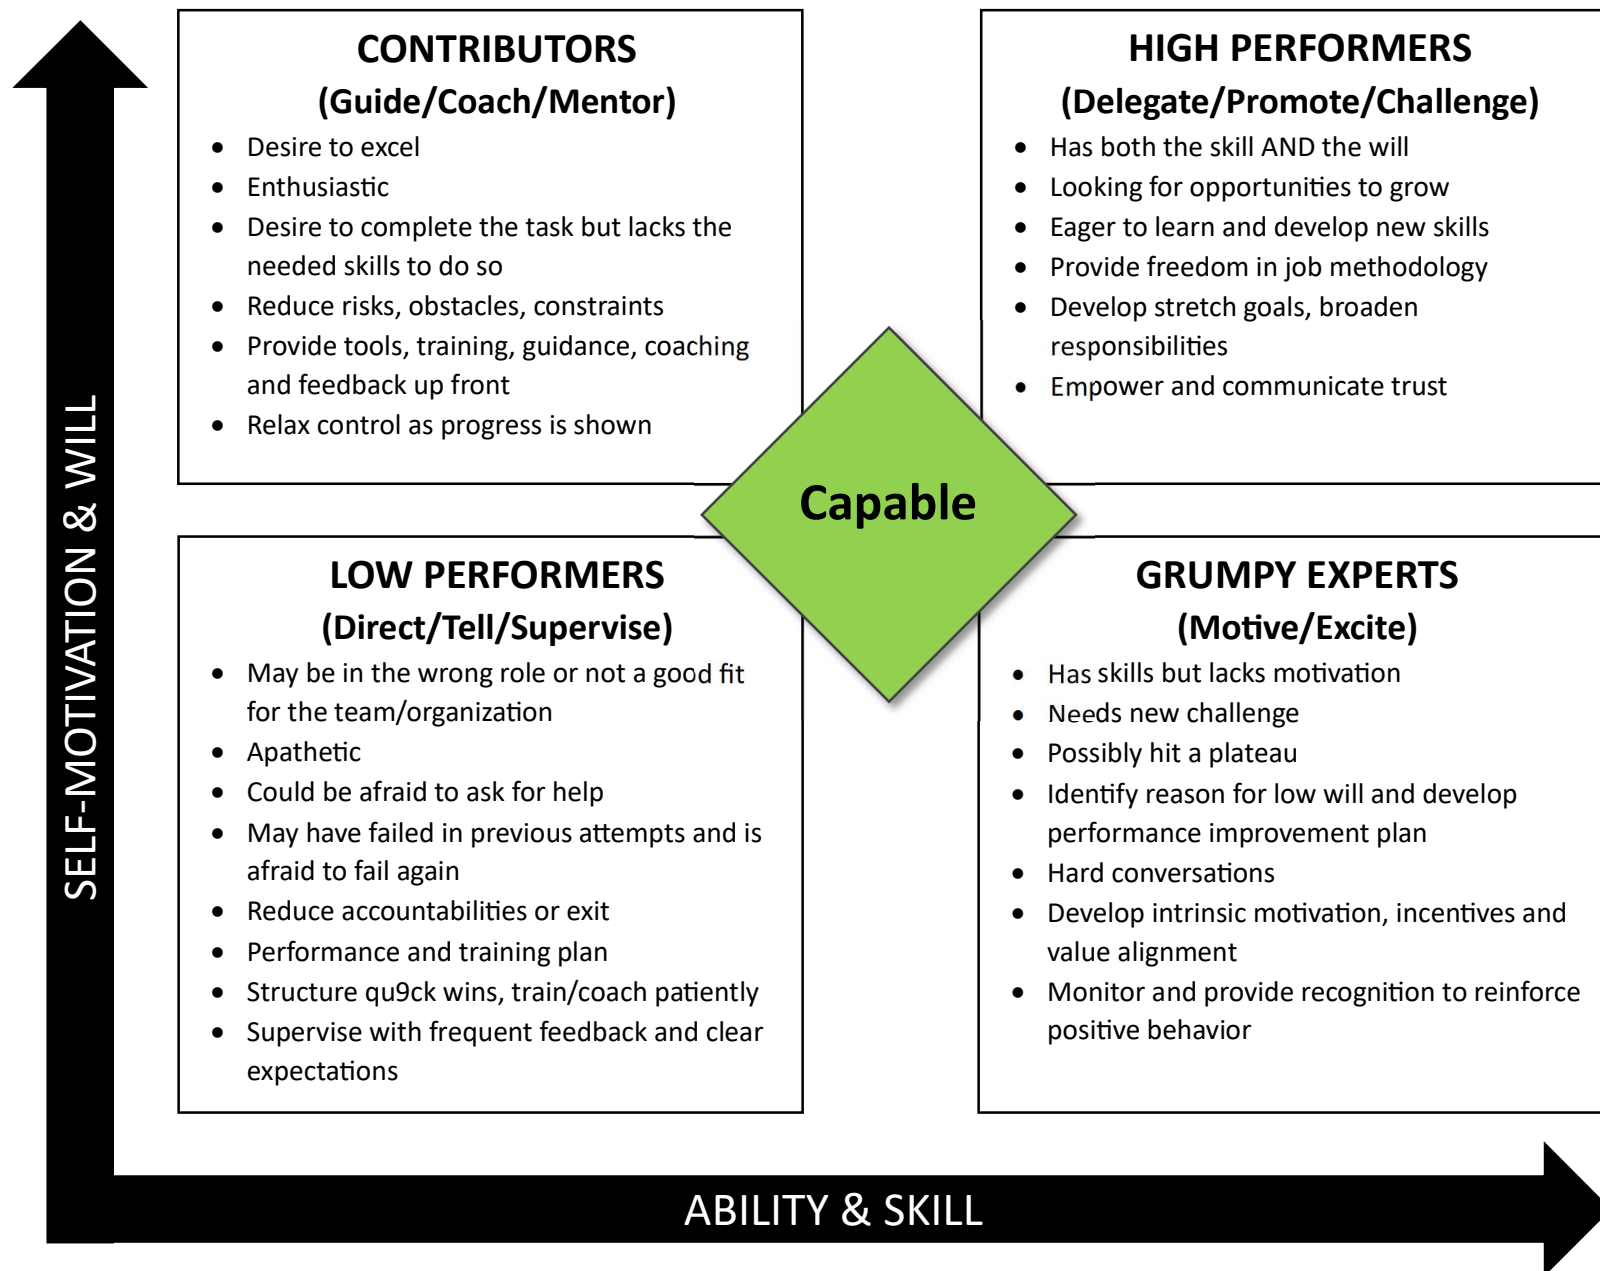 CONTRIBUTORS
(Guide/Coach/Mentor)
• Desire to excel
• Enthusiastic
• Desire to complete the task but lacks the
needed skills to do so
• Reduce risks, obstacles, constraints
• Provide tools, training, guidance, coaching
and feedback up front
• Relax control as progress is shown
HIGH PERFORMERS
(Delegate/Promote/Challenge)
• Has both the skill AND the will
• Looking for opportunities to grow
• Eager to learn and develop new skills
• Provide freedom in job methodology
• Develop stretch goals, broaden
responsibilities
• Empower and communicate trust
Capable
LOW PERFORMERS
(Direct/Tell/Supervise)
• May be in the wrong role or not a good fit
for the team/organization
• Apathetic
• Could be afraid to ask for help
• May have failed in previous attempts and is
afraid to fail again
• Reduce accountabilities or exit
• Performance and training plan
• Structure qu9ck wins, train/coach patiently
• Supervise with frequent feedback and clear
expectations
GRUMPY EXPERTS
(Motive/Excite)
• Has skills but lacks motivation
• Needs new challenge
• Possibly hit a plateau
• Identify reason for low will and develop
performance improvement plan
• Hard conversations
• Develop intrinsic motivation, incentives and
value alignment
• Monitor and provide recognition to reinforce
positive behavior
SELF-MOTIVATION & WILL
ABILITY & SKILL